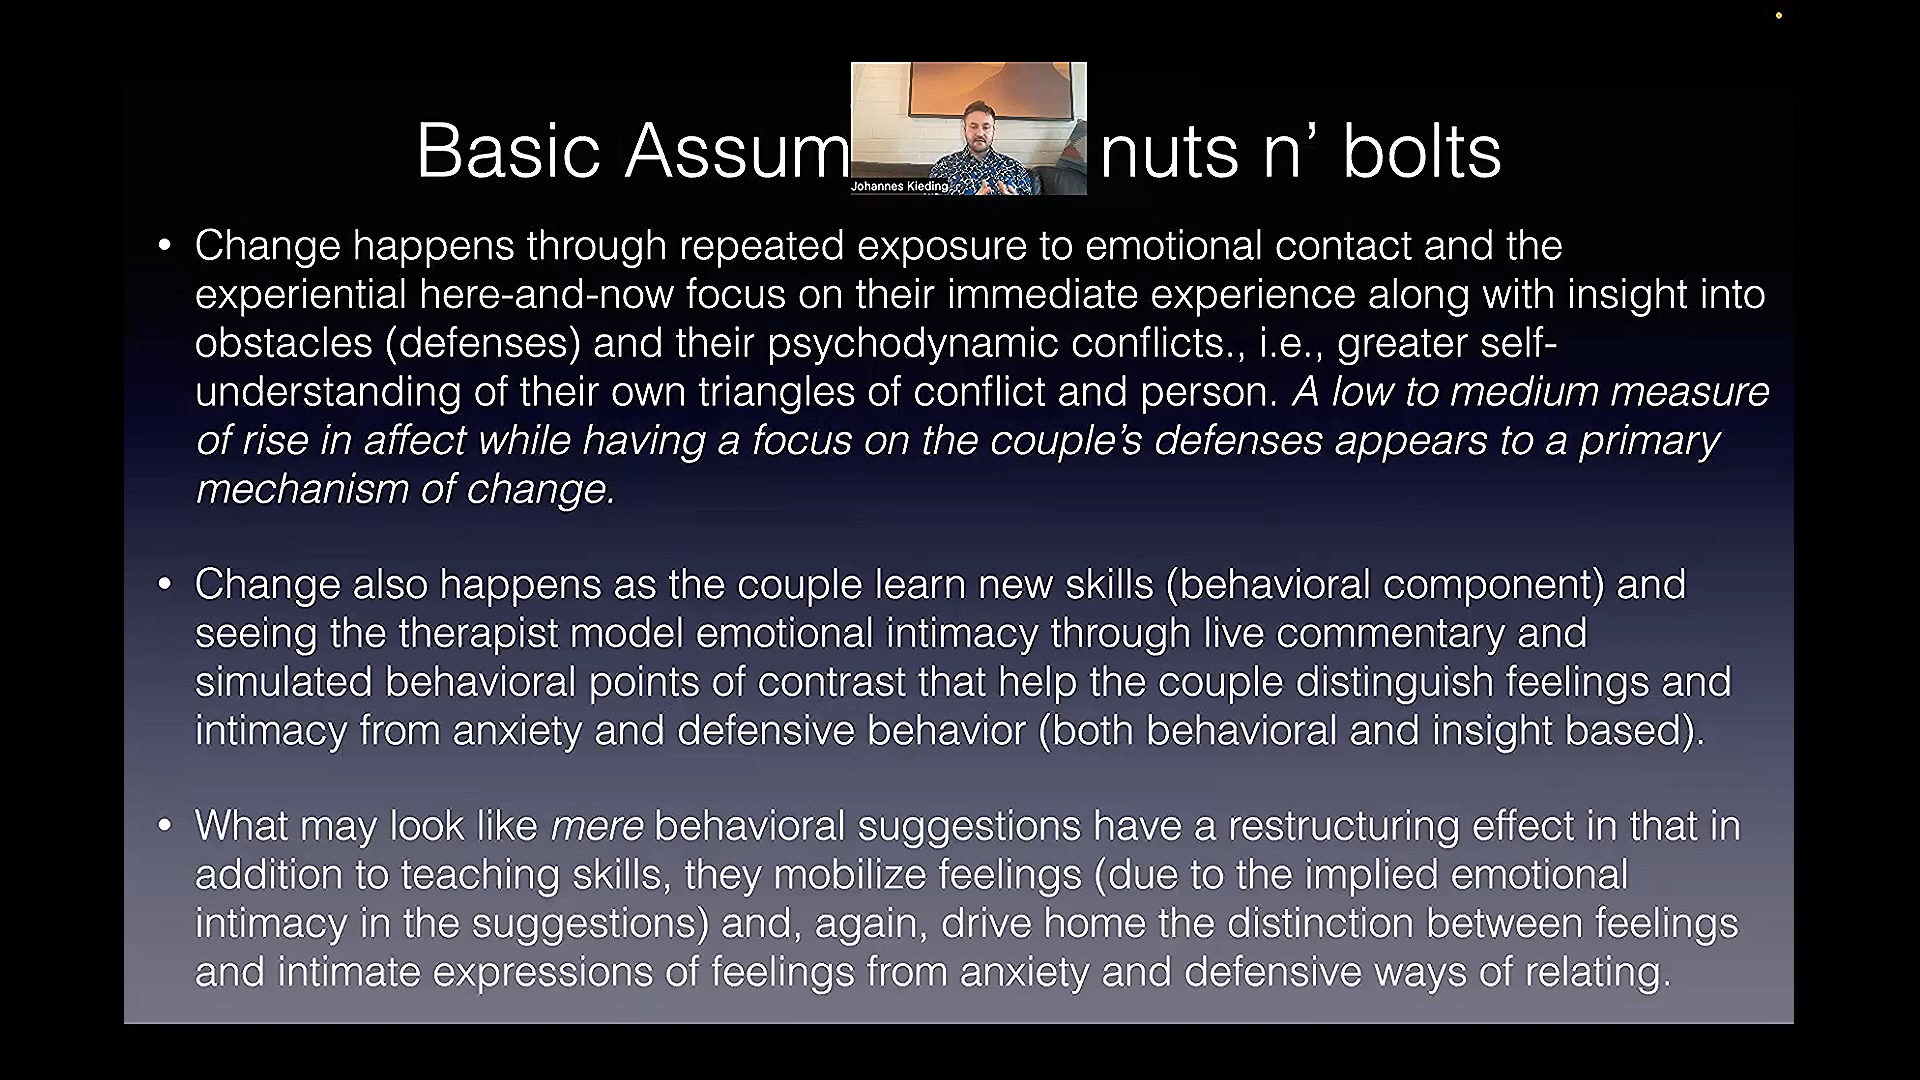 Basic Assum nuts n’ bolts
Johannes Kieding
• Change happens through repeated exposure to emotional contact and the
experiential here-and-now focus on their immediate experience along with insight into
obstacles (defenses) and their psychodynamic conflicts., i.e., greater self-
understanding of their own triangles of conflict and person. A low to medium measure
of rise in affect while having a focus on the couple’s defenses appears to a primary
mechanism of change.
• Change also happens as the couple learn new skills (behavioral component) and
seeing the therapist model emotional intimacy through live commentary and
simulated behavioral points of contrast that help the couple distinguish feelings and
intimacy from anxiety and defensive behavior (both behavioral and insight based).
• What may look like mere behavioral suggestions have a restructuring effect in that in
addition to teaching skills, they mobilize feelings (due to the implied emotional
intimacy in the suggestions) and, again, drive home the distinction between feelings
and intimate expressions of feelings from anxiety and defensive ways of relating.